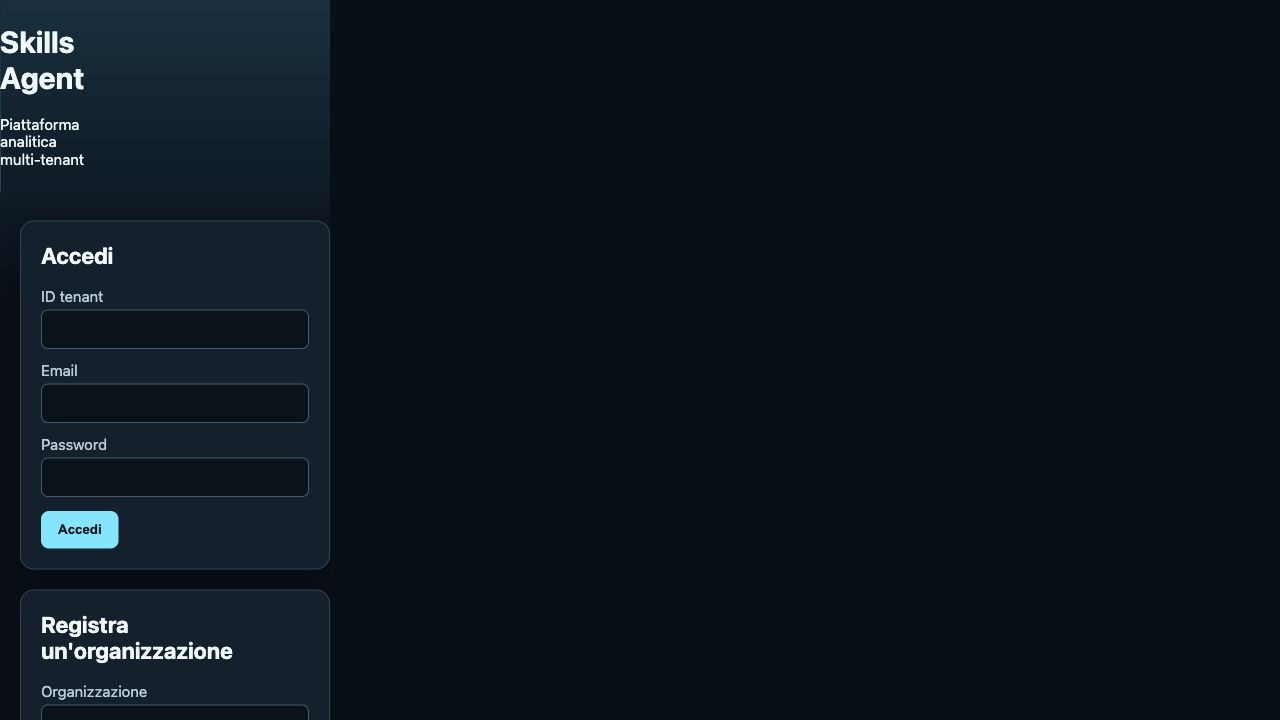 Skills
Agent
Piattaforma
analitica
multi-tenant
Accedi
ID tenant
Email
Password
Accedi
Registra
un'organizzazione
Organizzazione